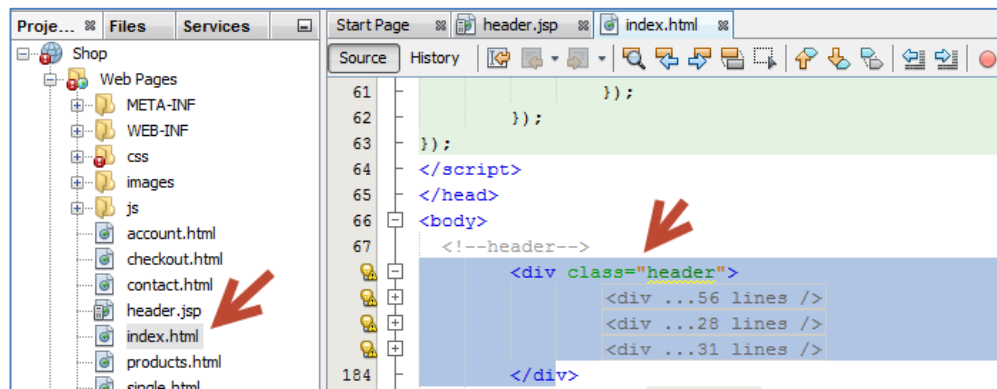 Proje... Files Services
Shop
Web Pages
META-INF
WEB-INF
css
images
js
account.html
checkout.html
contact.html
header.jsp
index.html
products.html
single.html
Start Page header.jsp index.html
Source History
61 });
62 });
63 });
64 </script>
65 </head>
66 <body>
67 <!--header-->
<div class="header">
<div ...56 lines />
<div ...28 lines />
<div ...31 lines />
184 </div>